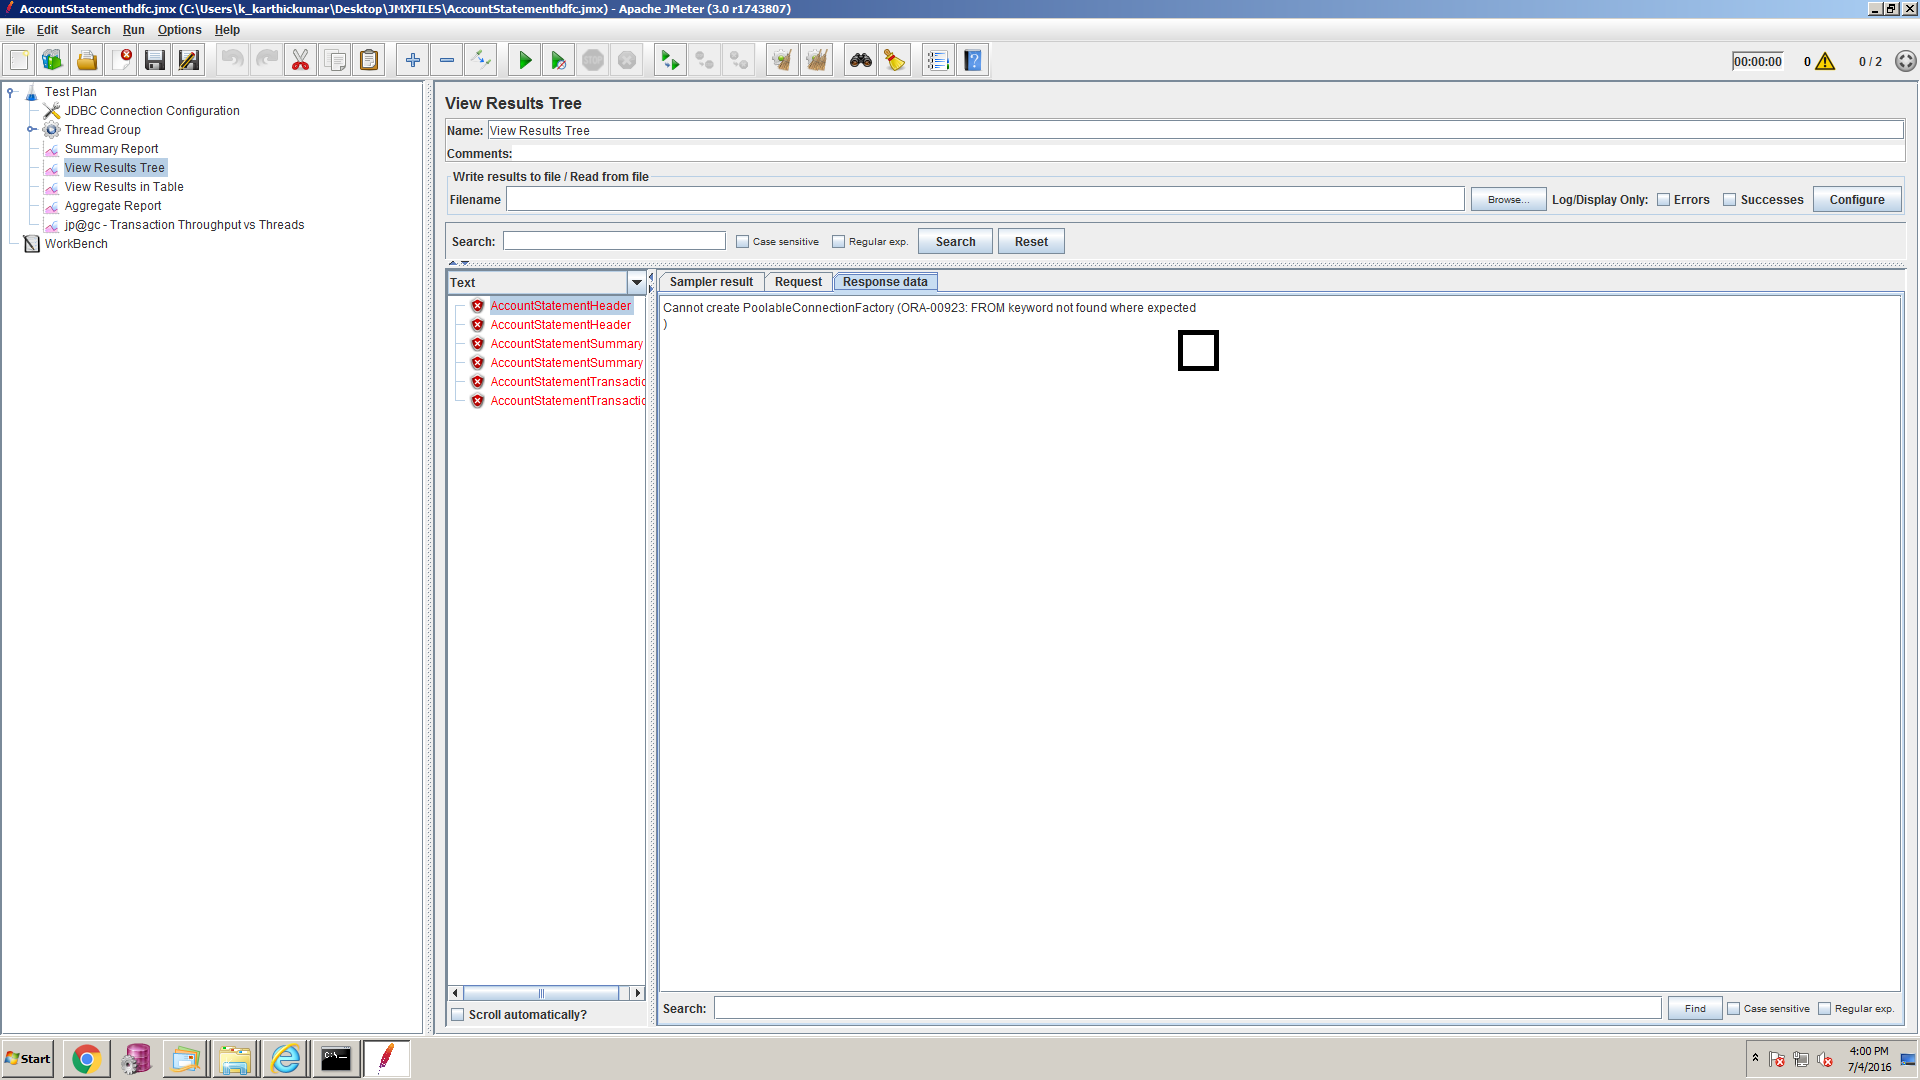 AccountStatementhdfc.jmx (C:\Users\k_karthickumar\Desktop\JMXFILES\AccountStatementhdfc.jmx) - Apache JMeter (3.0 r1743807)
File Edit Search Run Options Help
STOP
00:00:00 0 0 / 2
Test Plan
JDBC Connection Configuration
Thread Group
Summary Report
View Results Tree
View Results in Table
Aggregate Report
jp@gc - Transaction Throughput vs Threads
WorkBench
View Results Tree
Name: View Results Tree
Comments:
Write results to file / Read from file
Filename Browse... Log/Display Only: Errors Successes Configure
Search: Case sensitive Regular exp. Search Reset
Text
AccountStatementHeader
AccountStatementHeader
AccountStatementSummary
AccountStatementSummary
AccountStatementTransactio
AccountStatementTransactio
Scroll automatically?
Sampler result Request Response data
Cannot create PoolableConnectionFactory (ORA-00923: FROM keyword not found where expected
)
Search: Find Case sensitive Regular exp.
Start
C:\.
4:00 PM
7/4/2016